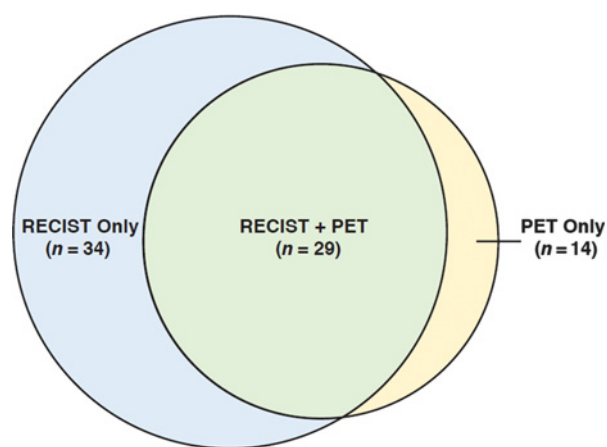 RECIST Only
(n = 34)
RECIST + PET
(n = 29)
PET Only
(n = 14)